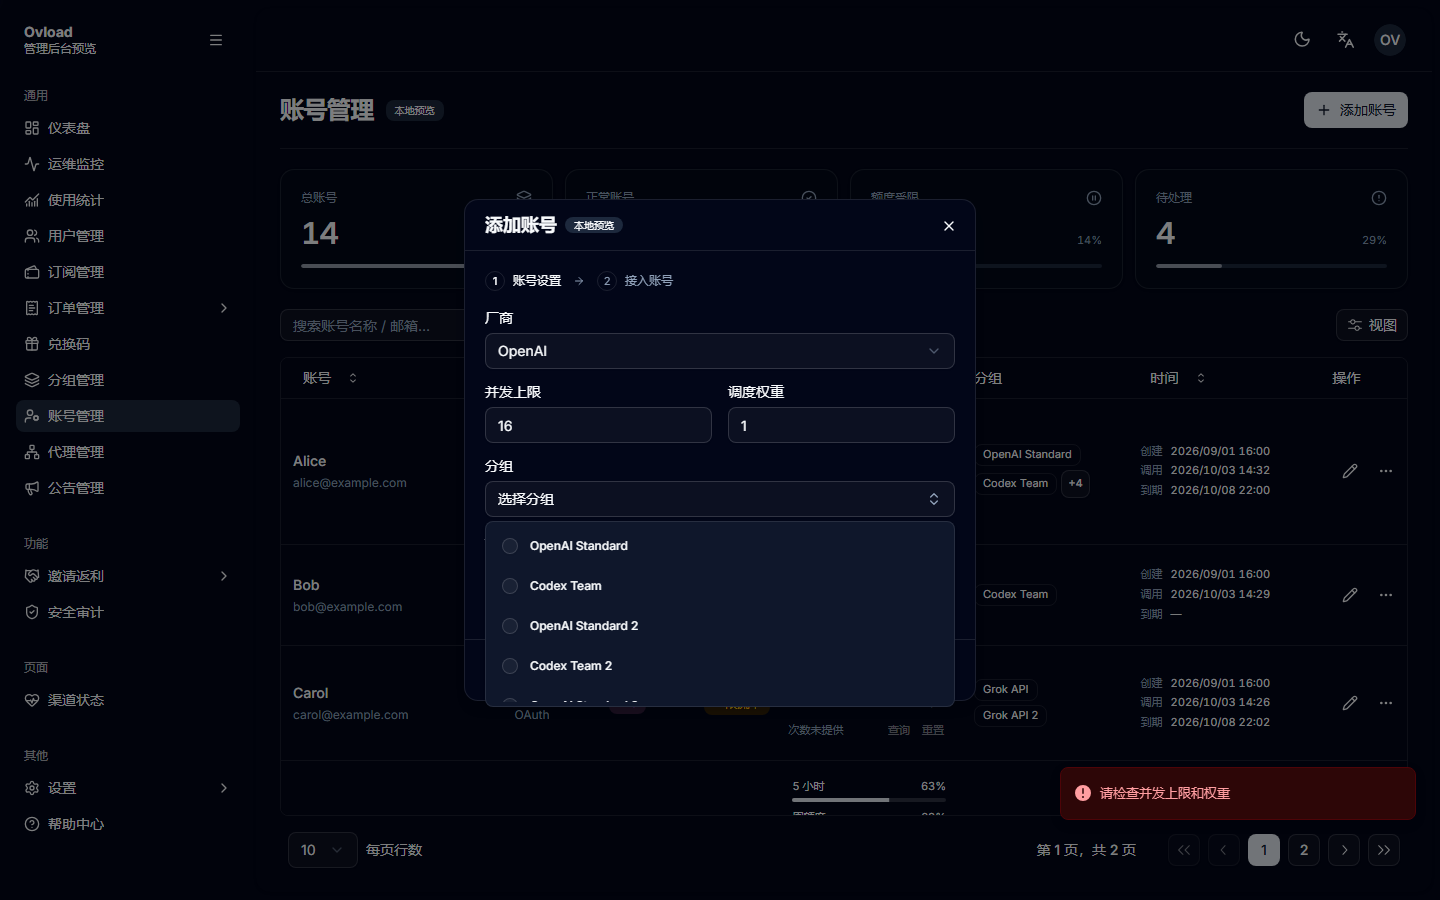 Ovload
管理后台预览
OV
通用
仪表盘
运维监控
使用统计
用户管理
订阅管理
订单管理
兑换码
分组管理
账号管理
代理管理
公告管理
功能
邀请返利
安全审计
页面
渠道状态
其他
设置
帮助中心
账号管理 本地预览
添加账号
总账号
14
正常账号
额度受限
14%
待处理
4
29%
搜索账号名称 / 邮箱...
视图
账号
分组
时间
操作
Alice
alice@example.com
OpenAI Standard
Codex Team +4
创建 2026/09/01 16:00
调用 2026/10/03 14:32
到期 2026/10/08 22:00
Bob
bob@example.com
Codex Team
创建 2026/09/01 16:00
调用 2026/10/03 14:29
到期 —
Carol
carol@example.com
OAuth
次数未提供 查询 重置
Grok API
Grok API 2
创建 2026/09/01 16:00
调用 2026/10/03 14:26
到期 2026/10/08 22:02
5 小时 63%
添加账号 本地预览
1 账号设置 → 2 接入账号
厂商
OpenAI
并发上限
16
调度权重
1
分组
选择分组
OpenAI Standard
Codex Team
OpenAI Standard 2
Codex Team 2
请检查并发上限和权重
10 每页行数
第 1 页，共 2 页
1 2